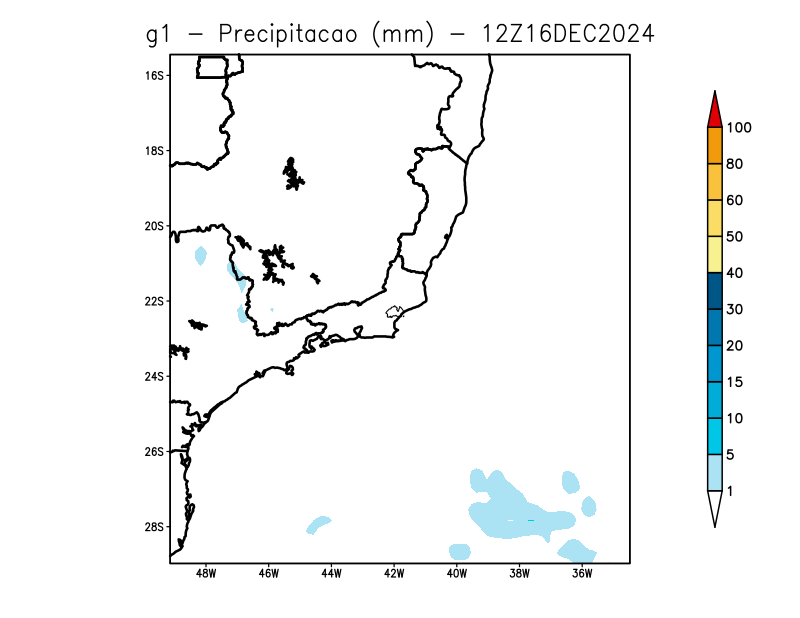 g1 – Precipitacao (mm) – 12Z16DEC2024
16S
18S
20S
22S
24S
26S
28S
48W 46W 44W 42W 40W 38W 36W
100
80
60
50
40
30
20
15
10
5
1